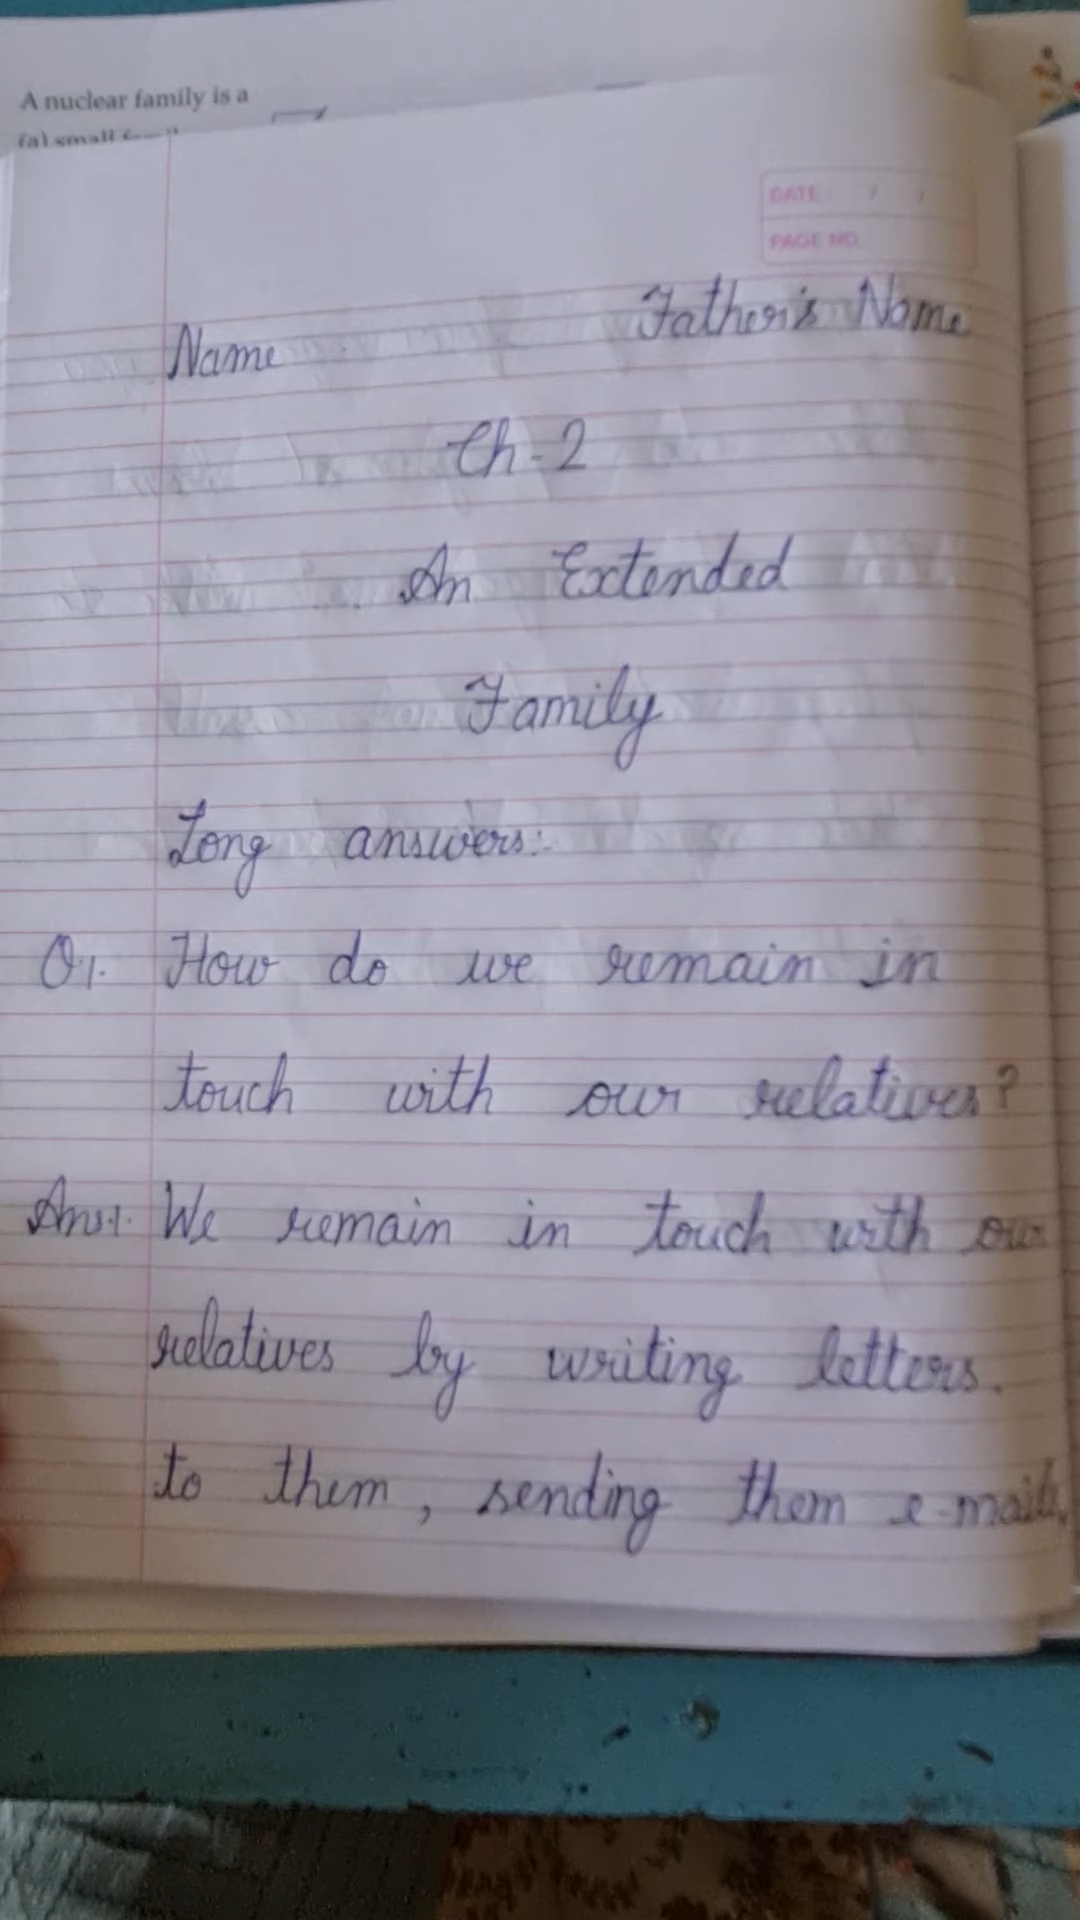 A nuclear family is a
(a) small
DATE : / /
PAGE NO.
Name Father's Name
Ch-2
An Extended
Family
Long answers:-
Q1. How do we remain in
touch with our relatives?
Ans1. We remain in touch with our
relatives by writing letters.
to them, sending them e-mails,